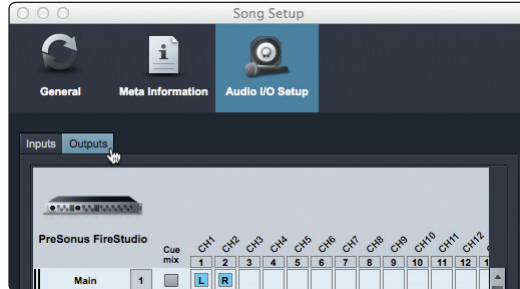 Song Setup
General Meta Information Audio I/O Setup
Inputs Outputs
PreSonus FireStudio
Cue mix CH1 CH2 CH3 CH4 CH5 CH6 CH7 CH8 CH9 CH10 CH11 CH12
1 2 3 4 5 6 7 8 9 10 11 12 1
Main 1 L R